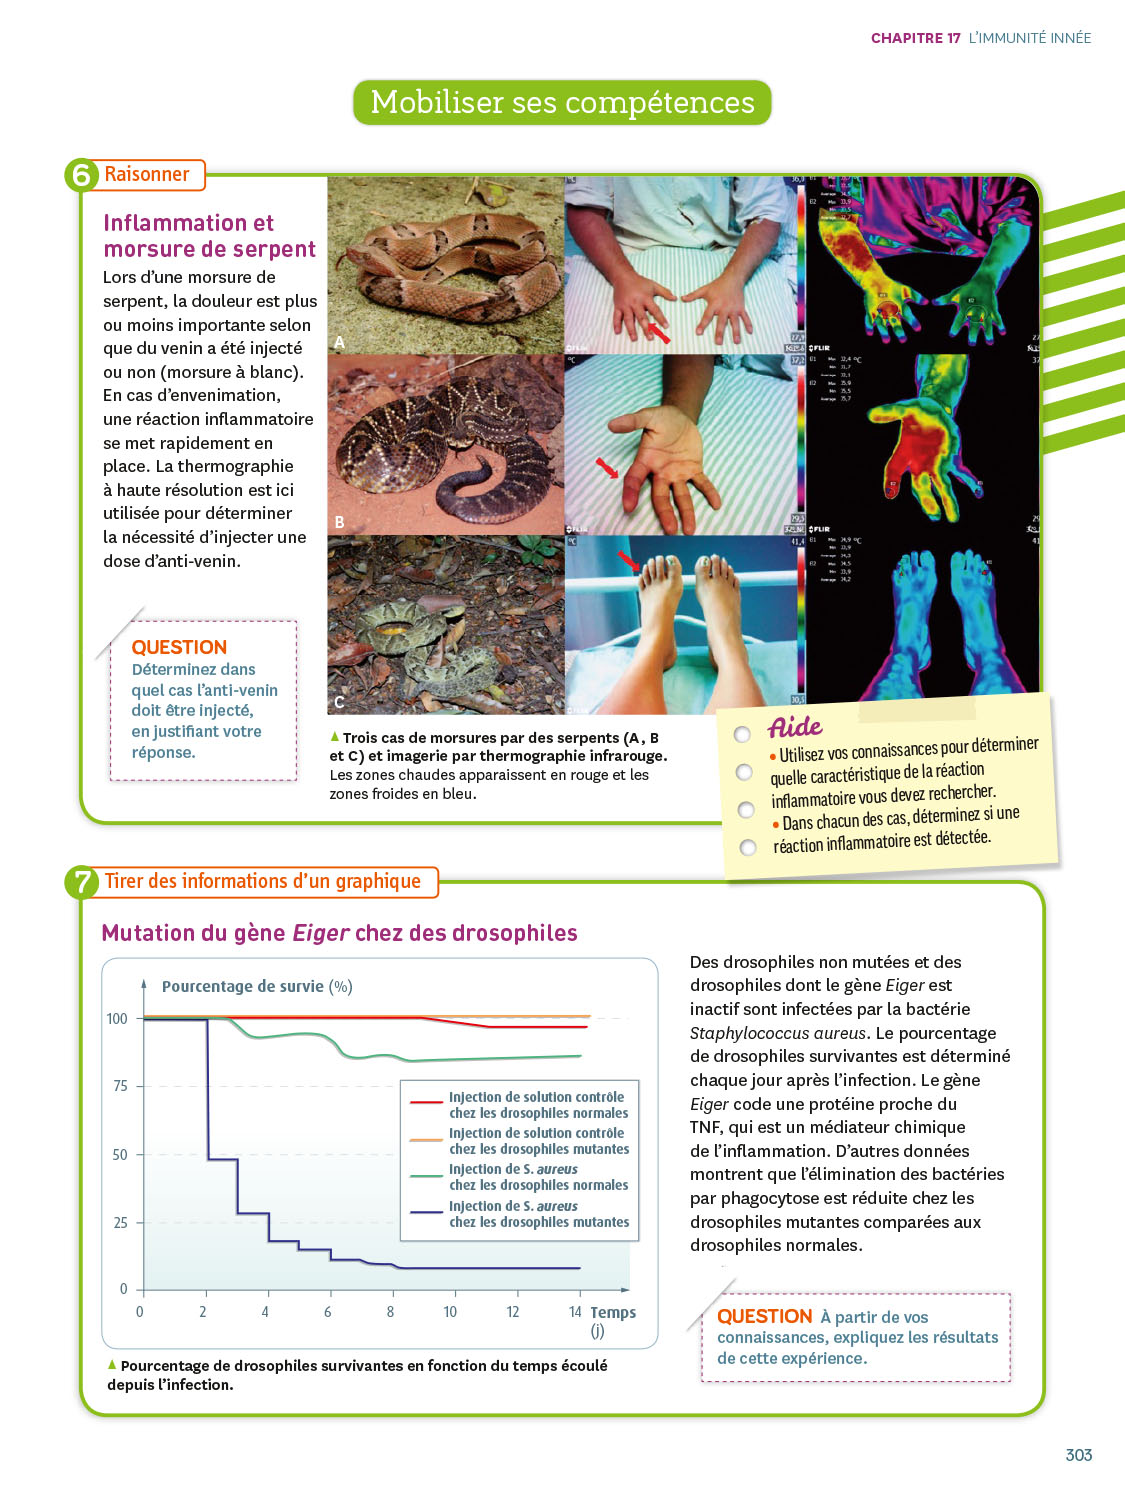 CHAPITRE 17 L'IMMUNITÉ INNÉE
Mobiliser ses compétences
6 Raisonner
Inflammation et
morsure de serpent
Lors d'une morsure de
serpent, la douleur est plus
ou moins importante selon
que du venin a été injecté
ou non (morsure à blanc).
En cas d'envenimation,
une réaction inflammatoire
se met rapidement en
place. La thermographie
à haute résolution est ici
utilisée pour déterminer
la nécessité d'injecter une
dose d'anti-venin.
QUESTION
Déterminez dans
quel cas l'anti-venin
doit être injecté,
en justifiant votre
réponse.
A
B
C
°C
°C
°C
37,2
41,4
FLIR
FLIR
▲ Trois cas de morsures par des serpents (A, B
et C) et imagerie par thermographie infrarouge.
Les zones chaudes apparaissent en rouge et les
zones froides en bleu.
Aide
• Utilisez vos connaissances pour déterminer
quelle caractéristique de la réaction
inflammatoire vous devez rechercher.
• Dans chacun des cas, déterminez si une
réaction inflammatoire est détectée.
7 Tirer des informations d'un graphique
Mutation du gène Eiger chez des drosophiles
Pourcentage de survie (%)
100
75
50
25
0
0 2 4 6 8 10 12 14 Temps
(j)
Injection de solution contrôle
chez les drosophiles normales
Injection de solution contrôle
chez les drosophiles mutantes
Injection de S. aureus
chez les drosophiles normales
Injection de S. aureus
chez les drosophiles mutantes
▲ Pourcentage de drosophiles survivantes en fonction du temps écoulé
depuis l'infection.
Des drosophiles non mutées et des
drosophiles dont le gène Eiger est
inactif sont infectées par la bactérie
Staphylococcus aureus. Le pourcentage
de drosophiles survivantes est déterminé
chaque jour après l'infection. Le gène
Eiger code une protéine proche du
TNF, qui est un médiateur chimique
de l'inflammation. D'autres données
montrent que l'élimination des bactéries
par phagocytose est réduite chez les
drosophiles mutantes comparées aux
drosophiles normales.
QUESTION À partir de vos
connaissances, expliquez les résultats
de cette expérience.
303